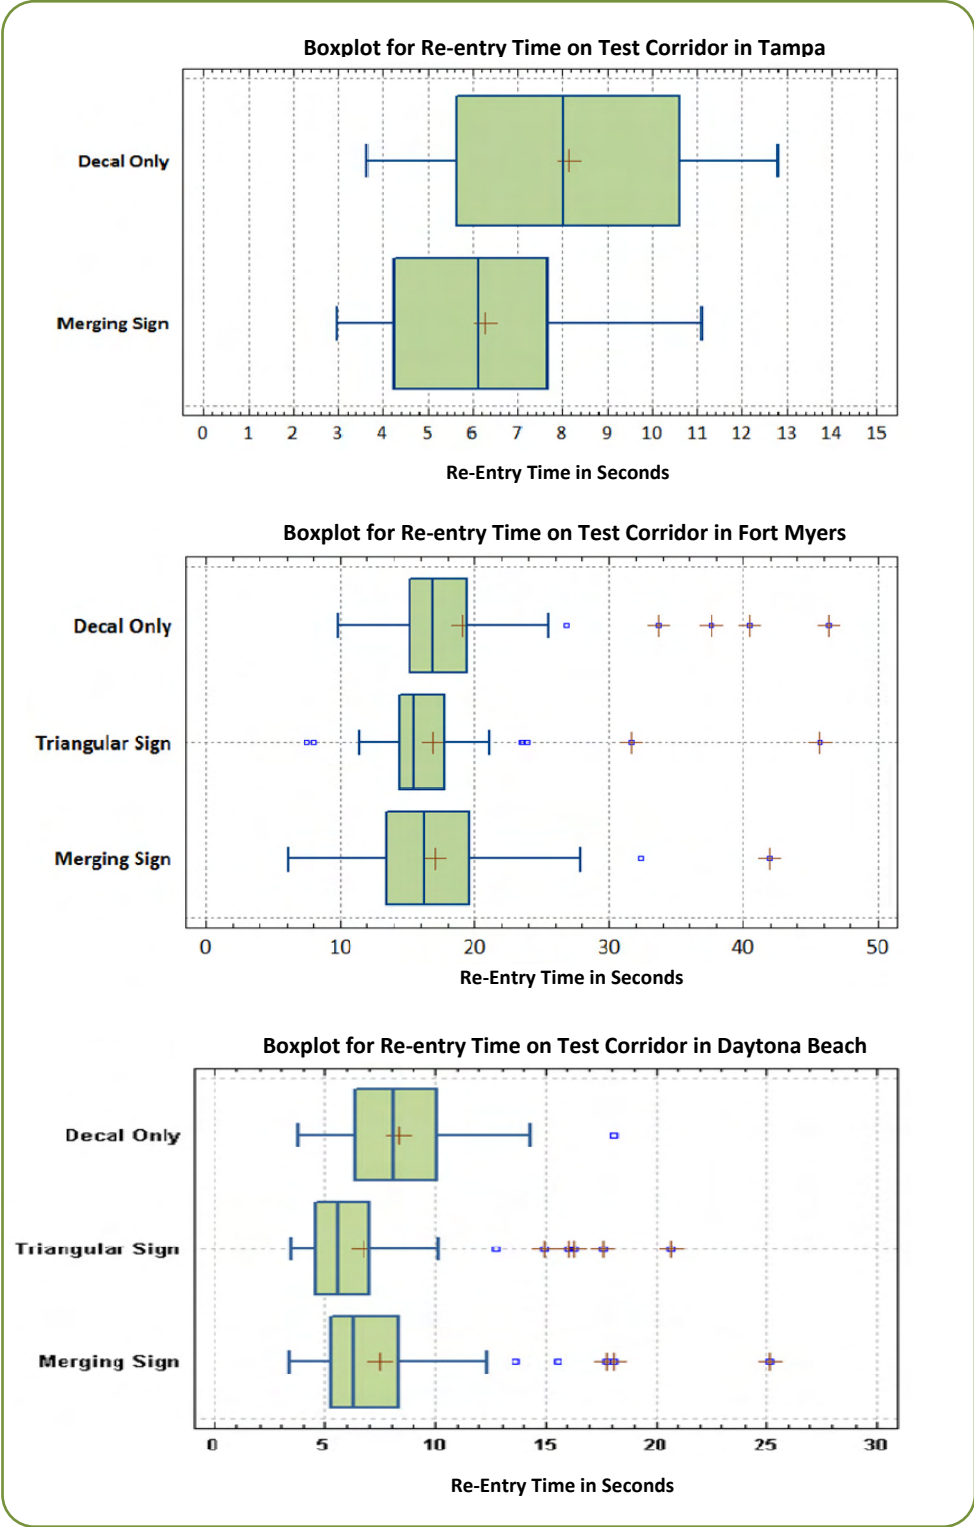 Boxplot for Re-entry Time on Test Corridor in Tampa
Decal Only
Merging Sign
0 1 2 3 4 5 6 7 8 9 10 11 12 13 14 15
Re-Entry Time in Seconds
Boxplot for Re-entry Time on Test Corridor in Fort Myers
Decal Only
Triangular Sign
Merging Sign
0 10 20 30 40 50
Re-Entry Time in Seconds
Boxplot for Re-entry Time on Test Corridor in Daytona Beach
Decal Only
Triangular Sign
Merging Sign
0 5 10 15 20 25 30
Re-Entry Time in Seconds